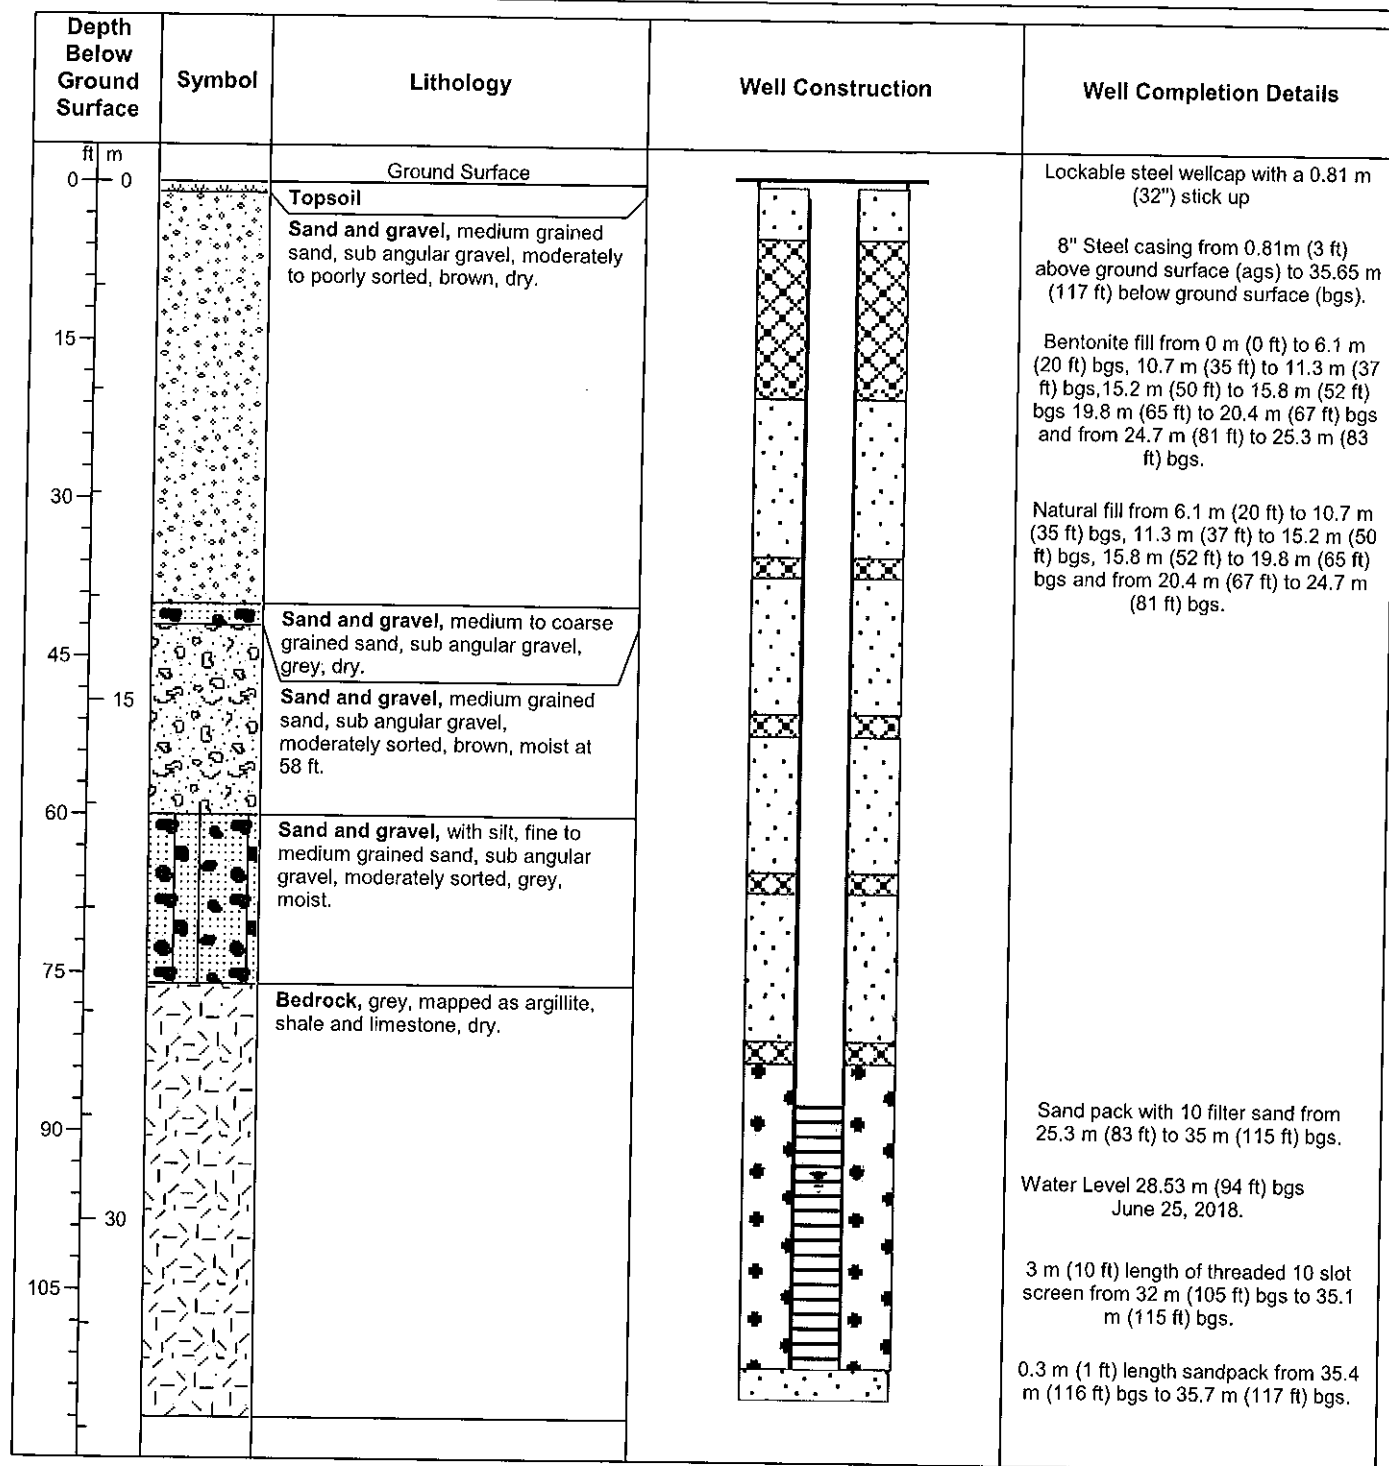 Depth
Below
Ground
Surface
Symbol
Lithology
Well Construction
Well Completion Details
ft m
0 0
Ground Surface
Topsoil
Sand and gravel, medium grained
sand, sub angular gravel, moderately
to poorly sorted, brown, dry.
15
30
Sand and gravel, medium to coarse
grained sand, sub angular gravel,
grey, dry.
45
15
Sand and gravel, medium grained
sand, sub angular gravel,
moderately sorted, brown, moist at
58 ft.
60
Sand and gravel, with silt, fine to
medium grained sand, sub angular
gravel, moderately sorted, grey,
moist.
75
Bedrock, grey, mapped as argillite,
shale and limestone, dry.
90
30
105
Lockable steel wellcap with a 0.81 m
(32") stick up
8" Steel casing from 0.81m (3 ft)
above ground surface (ags) to 35.65 m
(117 ft) below ground surface (bgs).
Bentonite fill from 0 m (0 ft) to 6.1 m
(20 ft) bgs, 10.7 m (35 ft) to 11.3 m (37
ft) bgs,15.2 m (50 ft) to 15.8 m (52 ft)
bgs 19.8 m (65 ft) to 20.4 m (67 ft) bgs
and from 24.7 m (81 ft) to 25.3 m (83
ft) bgs.
Natural fill from 6.1 m (20 ft) to 10.7 m
(35 ft) bgs, 11.3 m (37 ft) to 15.2 m (50
ft) bgs, 15.8 m (52 ft) to 19.8 m (65 ft)
bgs and from 20.4 m (67 ft) to 24.7 m
(81 ft) bgs.
Sand pack with 10 filter sand from
25.3 m (83 ft) to 35 m (115 ft) bgs.
Water Level 28.53 m (94 ft) bgs
June 25, 2018.
3 m (10 ft) length of threaded 10 slot
screen from 32 m (105 ft) bgs to 35.1
m (115 ft) bgs.
0.3 m (1 ft) length sandpack from 35.4
m (116 ft) bgs to 35.7 m (117 ft) bgs.